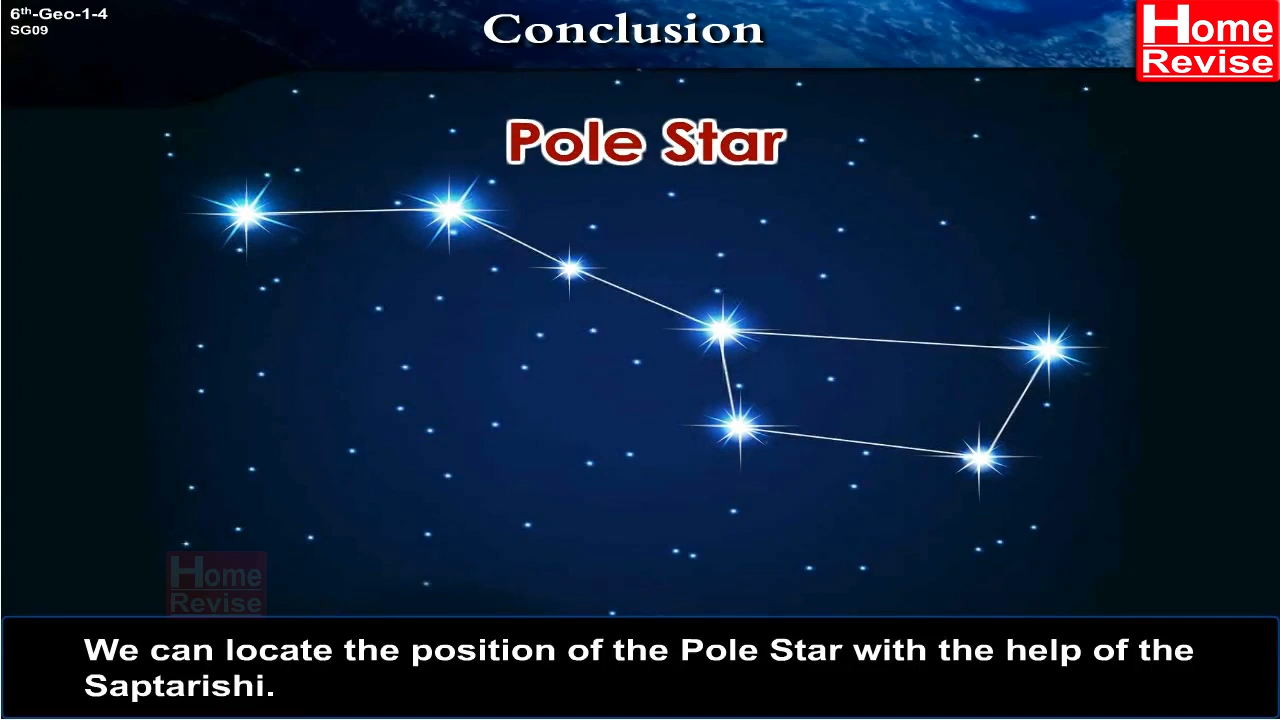 6th-Geo-1-4
SG09
Conclusion
Home
Revise
Pole Star
Home
Revise
We can locate the position of the Pole Star with the help of the
Saptarishi.